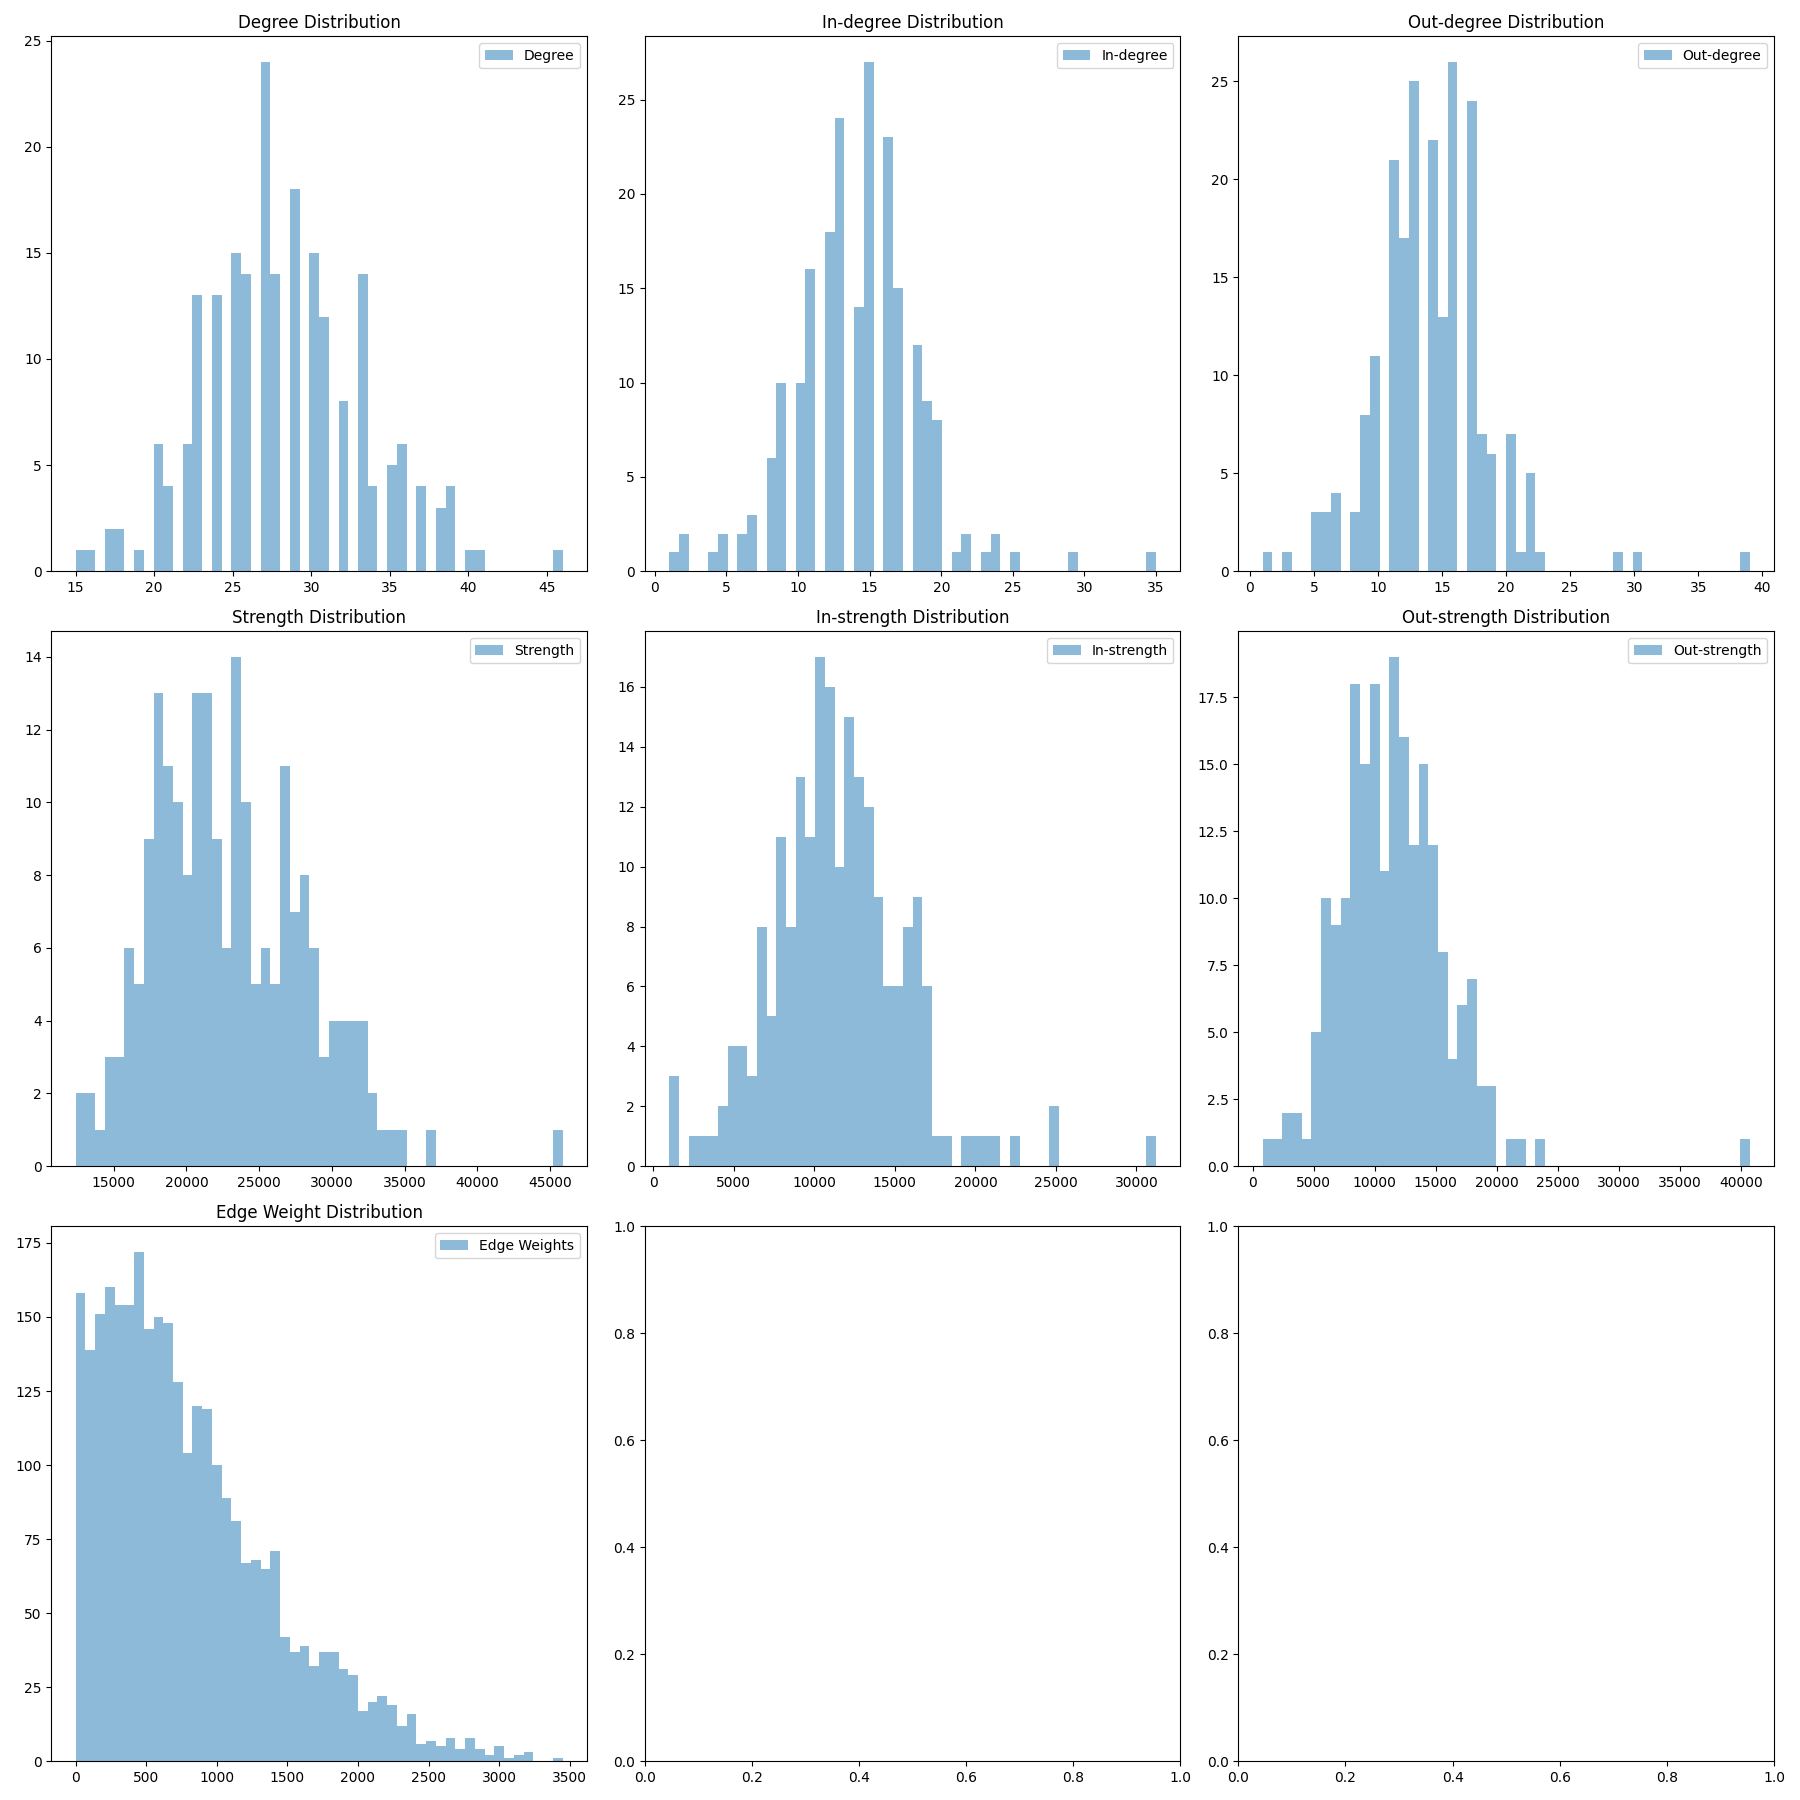 Degree Distribution
Degree
25
20
15
10
5
0
15 20 25 30 35 40 45
In-degree Distribution
In-degree
25
20
15
10
5
0
0 5 10 15 20 25 30 35
Out-degree Distribution
Out-degree
25
20
15
10
5
0
0 5 10 15 20 25 30 35 40
Strength Distribution
Strength
14
12
10
8
6
4
2
0
15000 20000 25000 30000 35000 40000 45000
In-strength Distribution
In-strength
16
14
12
10
8
6
4
2
0
0 5000 10000 15000 20000 25000 30000
Out-strength Distribution
Out-strength
17.5
15.0
12.5
10.0
7.5
5.0
2.5
0.0
0 5000 10000 15000 20000 25000 30000 35000 40000
Edge Weight Distribution
Edge Weights
175
150
125
100
75
50
25
0
0 500 1000 1500 2000 2500 3000 3500
1.0
0.8
0.6
0.4
0.2
0.0
0.0 0.2 0.4 0.6 0.8 1.0
1.0
0.8
0.6
0.4
0.2
0.0
0.0 0.2 0.4 0.6 0.8 1.0